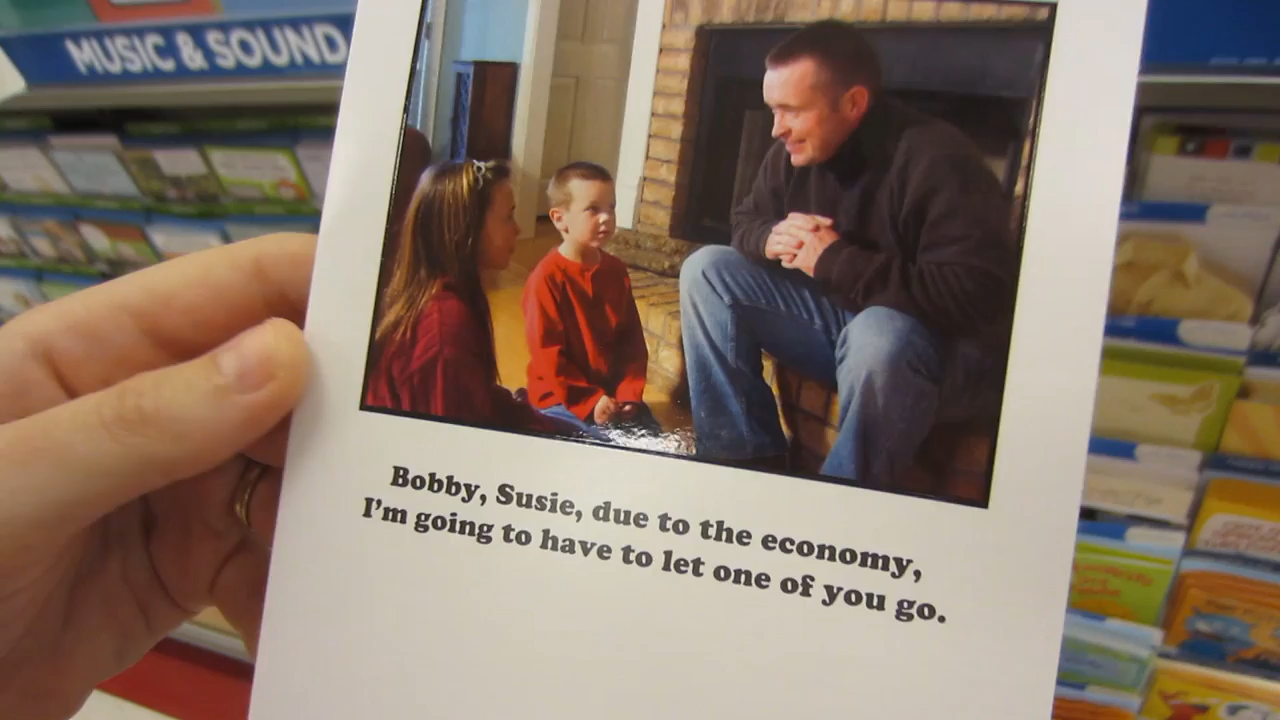 MUSIC & SOUND
Bobby, Susie, due to the economy,
I'm going to have to let one of you go.